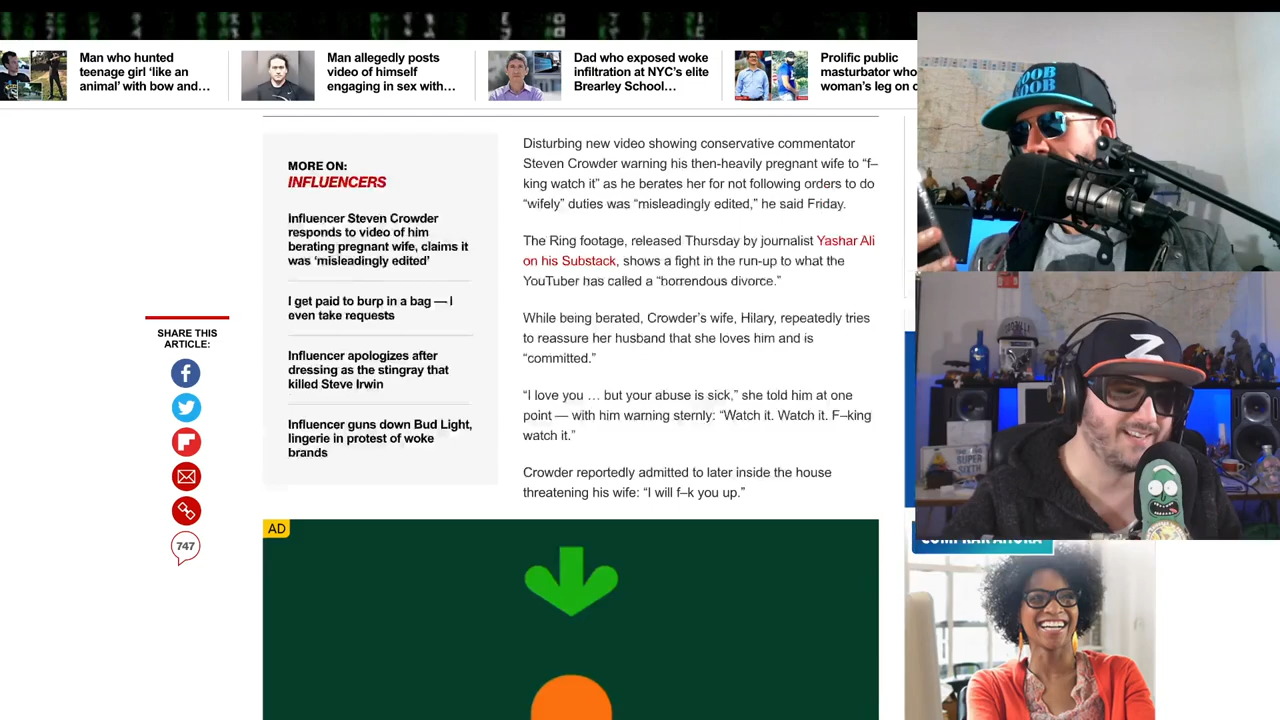 Man who hunted
teenage girl ‘like an
animal’ with bow and…
Man allegedly posts
video of himself
engaging in sex with…
Dad who exposed woke
infiltration at NYC’s elite
Brearley School…
Prolific public
masturbator who
woman’s leg on
MORE ON:
INFLUENCERS
Influencer Steven Crowder
responds to video of him
berating pregnant wife, claims it
was ‘misleadingly edited’
I get paid to burp in a bag — I
even take requests
Influencer apologizes after
dressing as the stingray that
killed Steve Irwin
Influencer guns down Bud Light,
lingerie in protest of woke
brands
SHARE THIS
ARTICLE:
747
Disturbing new video showing conservative commentator
Steven Crowder warning his then-heavily pregnant wife to “f–
king watch it” as he berates her for not following orders to do
“wifely” duties was “misleadingly edited,” he said Friday.
The Ring footage, released Thursday by journalist Yashar Ali
on his Substack, shows a fight in the run-up to what the
YouTuber has called a “horrendous divorce.”
While being berated, Crowder’s wife, Hilary, repeatedly tries
to reassure her husband that she loves him and is
“committed.”
“I love you … but your abuse is sick,” she told him at one
point — with him warning sternly: “Watch it. Watch it. F–king
watch it.”
Crowder reportedly admitted to later inside the house
threatening his wife: “I will f–k you up.”
AD
COMPRAR AHORA
NOOB
NOOB
Z
SUPER
SIXTH